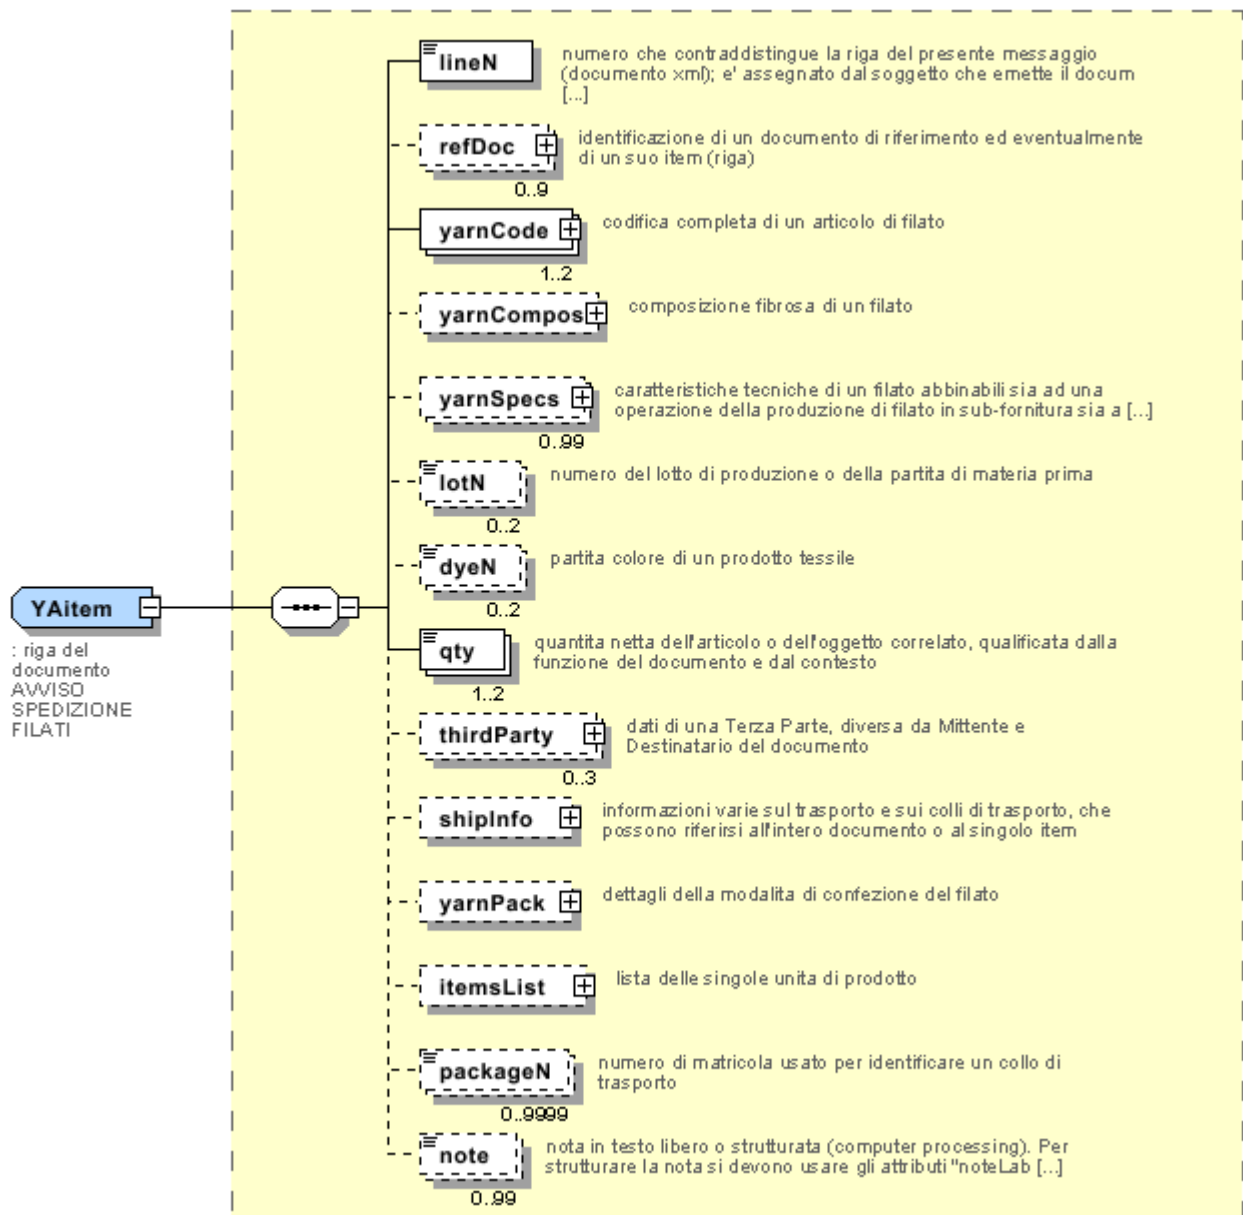 lineN
numero che contraddistingue la riga del presente messaggio
(documento xml); e' assegnato dal soggetto che emette il docum
[...]
refDoc
identificazione di un documento di riferimento ed eventualmente
di un suo item (riga)
0..9
yarnCode
codifica completa di un articolo di filato
1..2
yarnCompos
composizione fibrosa di un filato
yarnSpecs
caratteristiche tecniche di un filato abbinabili sia ad una
operazione della produzione di filato in sub-fornitura sia a [...]
0..99
lotN
numero del lotto di produzione o della partita di materia prima
0..2
dyeN
partita colore di un prodotto tessile
0..2
YAitem
: riga del
documento
AVVISO
SPEDIZIONE
FILATI
qty
quantita netta dell'articolo o dell'oggetto correlato, qualificata dalla
funzione del documento e dal contesto
1..2
thirdParty
dati di una Terza Parte, diversa da Mittente e
Destinatario del documento
0..3
shipInfo
informazioni varie sul trasporto e sui colli di trasporto, che
possono riferirsi all'intero documento o al singolo item
yarnPack
dettagli della modalita di confezione del filato
itemsList
lista delle singole unita di prodotto
packageN
numero di matricola usato per identificare un collo di
trasporto
0..9999
note
nota in testo libero o strutturata (computer processing). Per
strutturare la nota si devono usare gli attributi "noteLab [...]
0..99